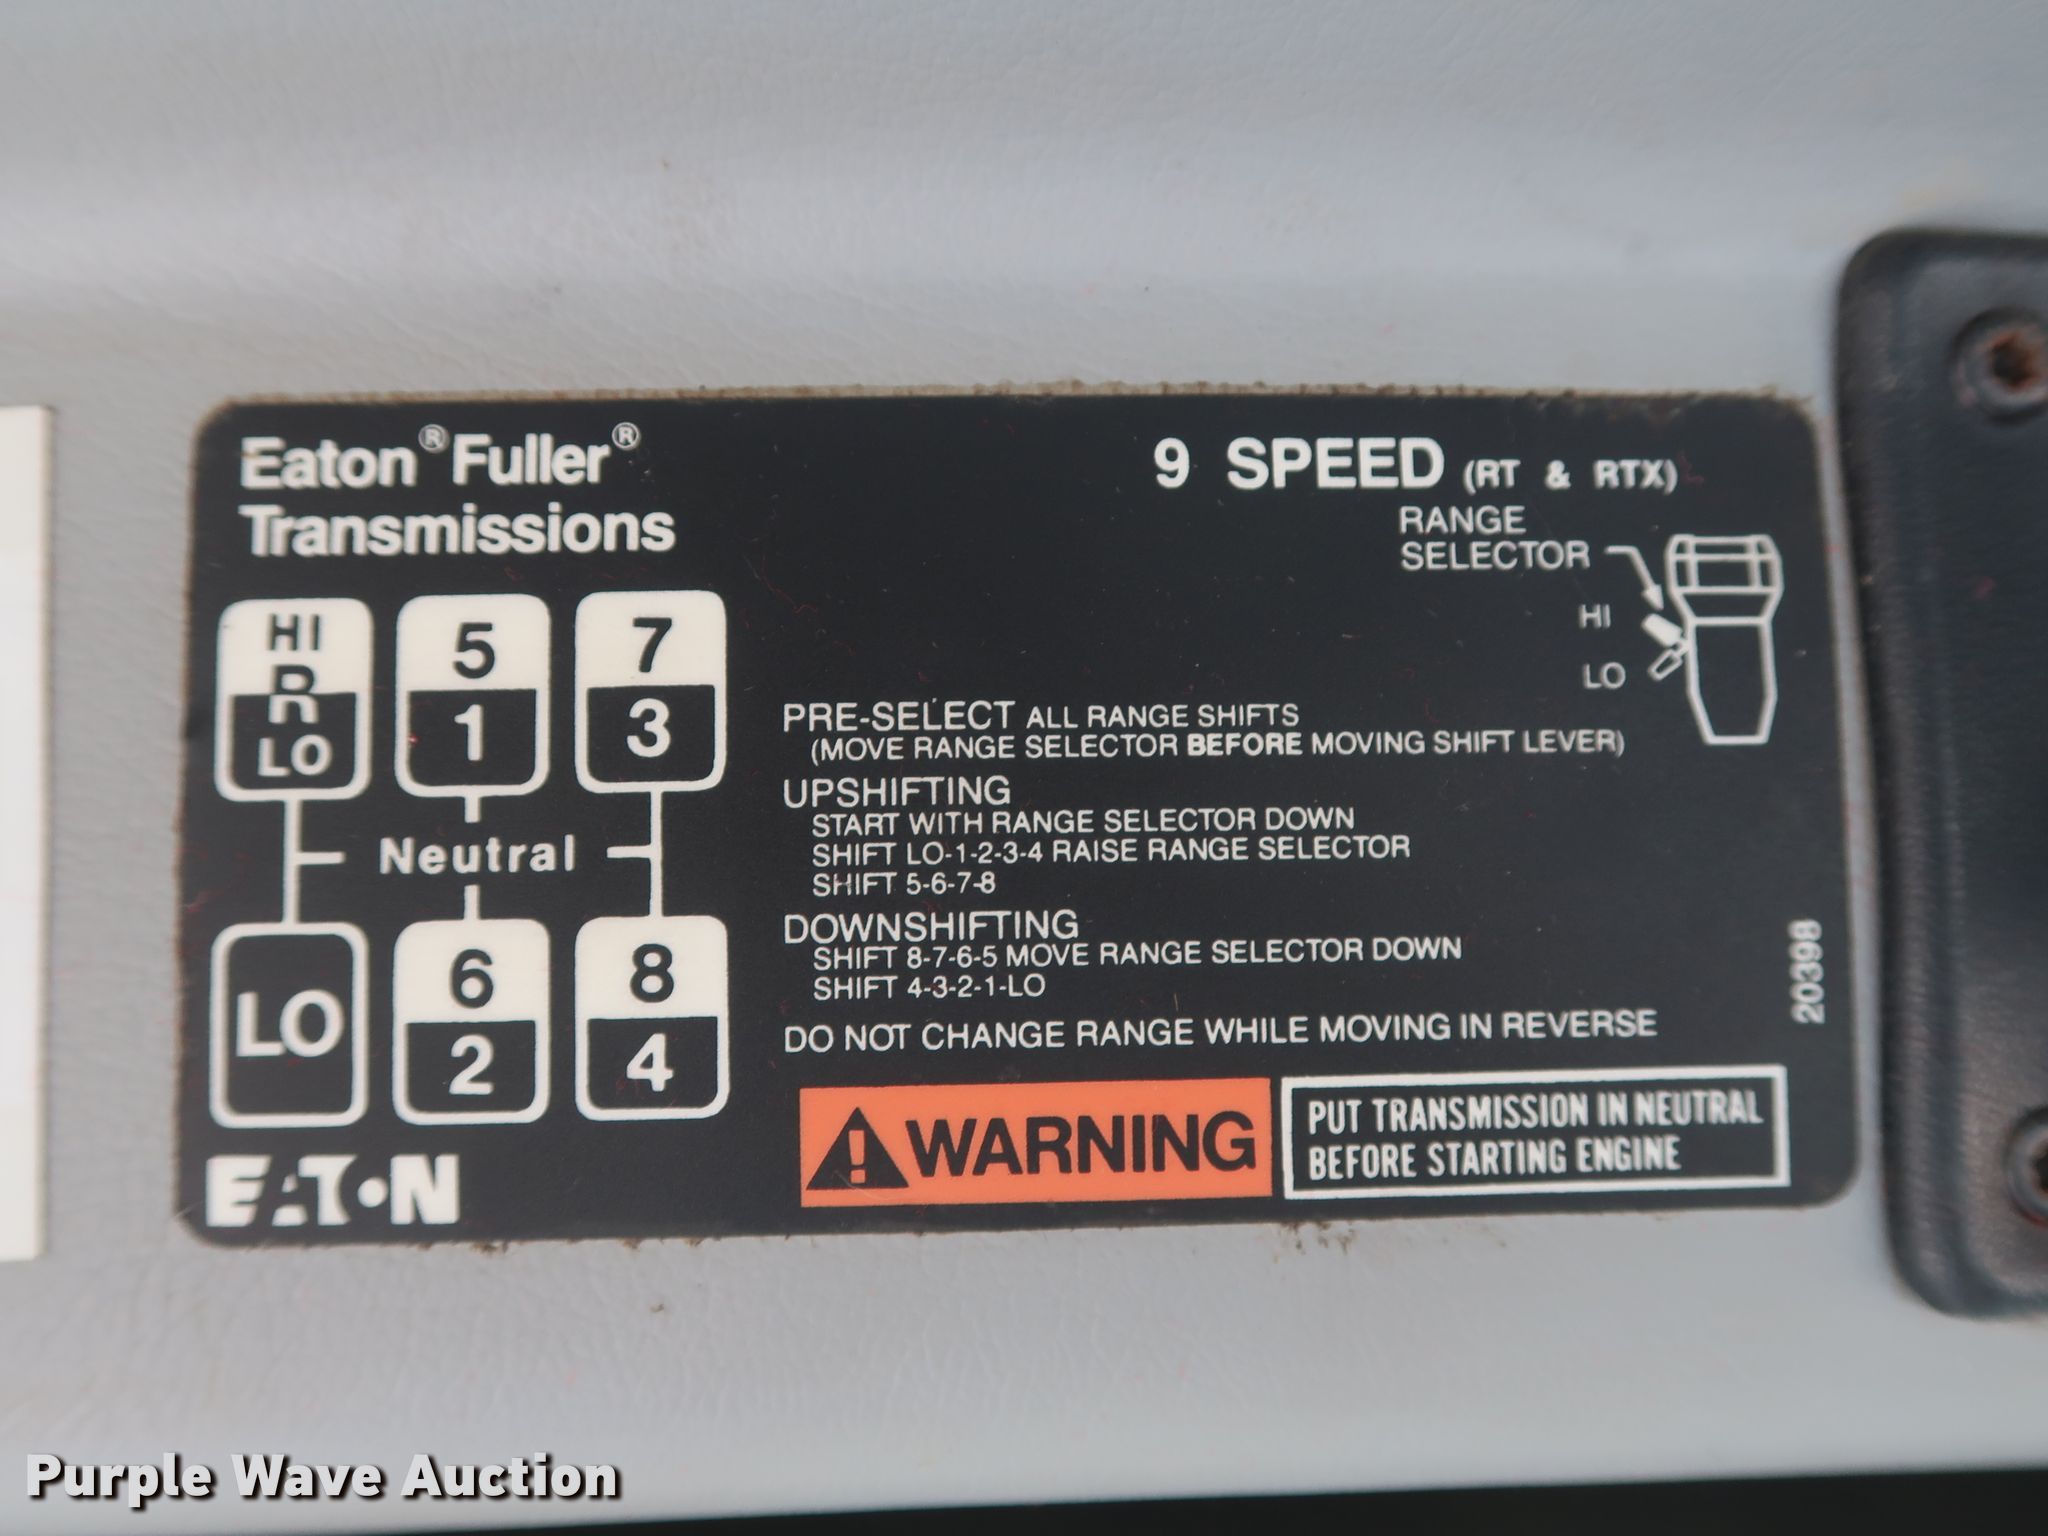 Eaton® Fuller®
Transmissions
9 SPEED (RT & RTX)
RANGE
SELECTOR
HI
LO
HI
R
LO
5
1
7
3
Neutral
LO
6
2
8
4
EATON
PRE-SELECT ALL RANGE SHIFTS
(MOVE RANGE SELECTOR BEFORE MOVING SHIFT LEVER)
UPSHIFTING
START WITH RANGE SELECTOR DOWN
SHIFT LO-1-2-3-4 RAISE RANGE SELECTOR
SHIFT 5-6-7-8
DOWNSHIFTING
SHIFT 8-7-6-5 MOVE RANGE SELECTOR DOWN
SHIFT 4-3-2-1-LO
DO NOT CHANGE RANGE WHILE MOVING IN REVERSE
WARNING
PUT TRANSMISSION IN NEUTRAL
BEFORE STARTING ENGINE
20398
Purple Wave Auction